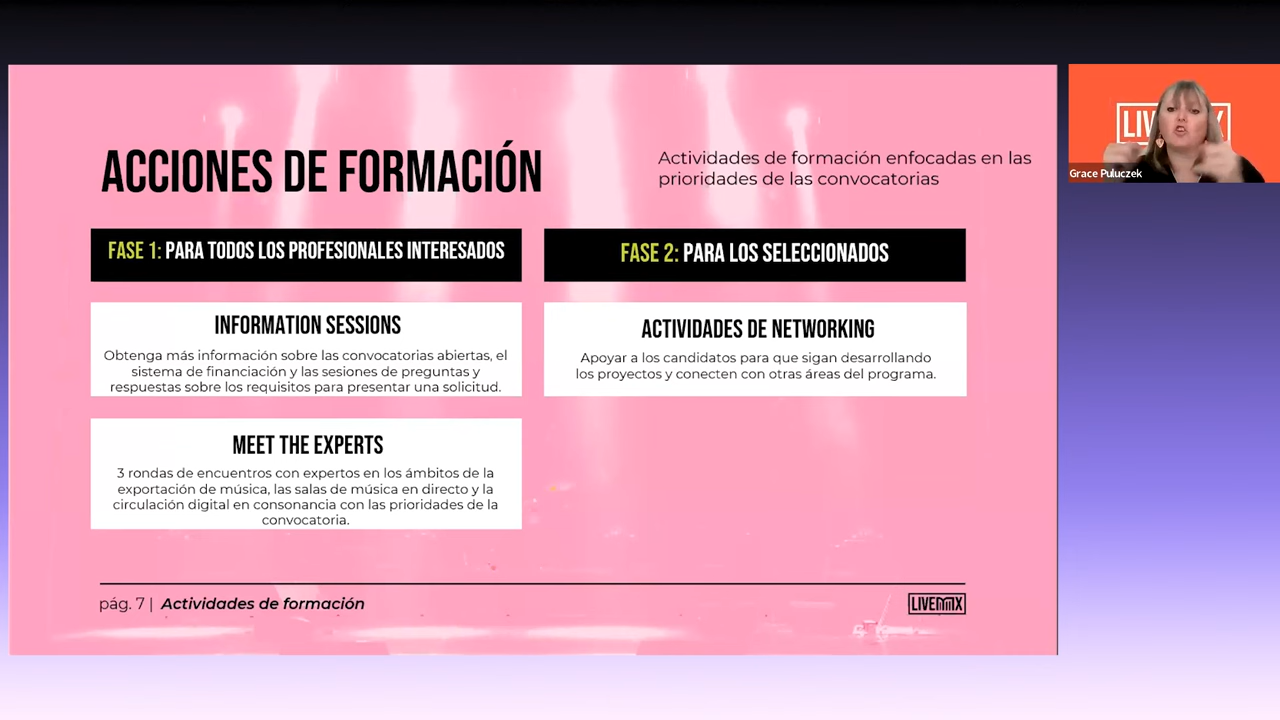 ACCIONES DE FORMACIÓN
Actividades de formación enfocadas en las
prioridades de las convocatorias
FASE 1: PARA TODOS LOS PROFESIONALES INTERESADOS
INFORMATION SESSIONS
Obtenga más información sobre las convocatorias abiertas, el
sistema de financiación y las sesiones de preguntas y
respuestas sobre los requisitos para presentar una solicitud.
MEET THE EXPERTS
3 rondas de encuentros con expertos en los ámbitos de la
exportación de música, las salas de música en directo y la
circulación digital en consonancia con las prioridades de la
convocatoria.
FASE 2: PARA LOS SELECCIONADOS
ACTIVIDADES DE NETWORKING
Apoyar a los candidatos para que sigan desarrollando
los proyectos y conecten con otras áreas del programa.
pág. 7 | Actividades de formación
LIVEMX
Grace Puluczek